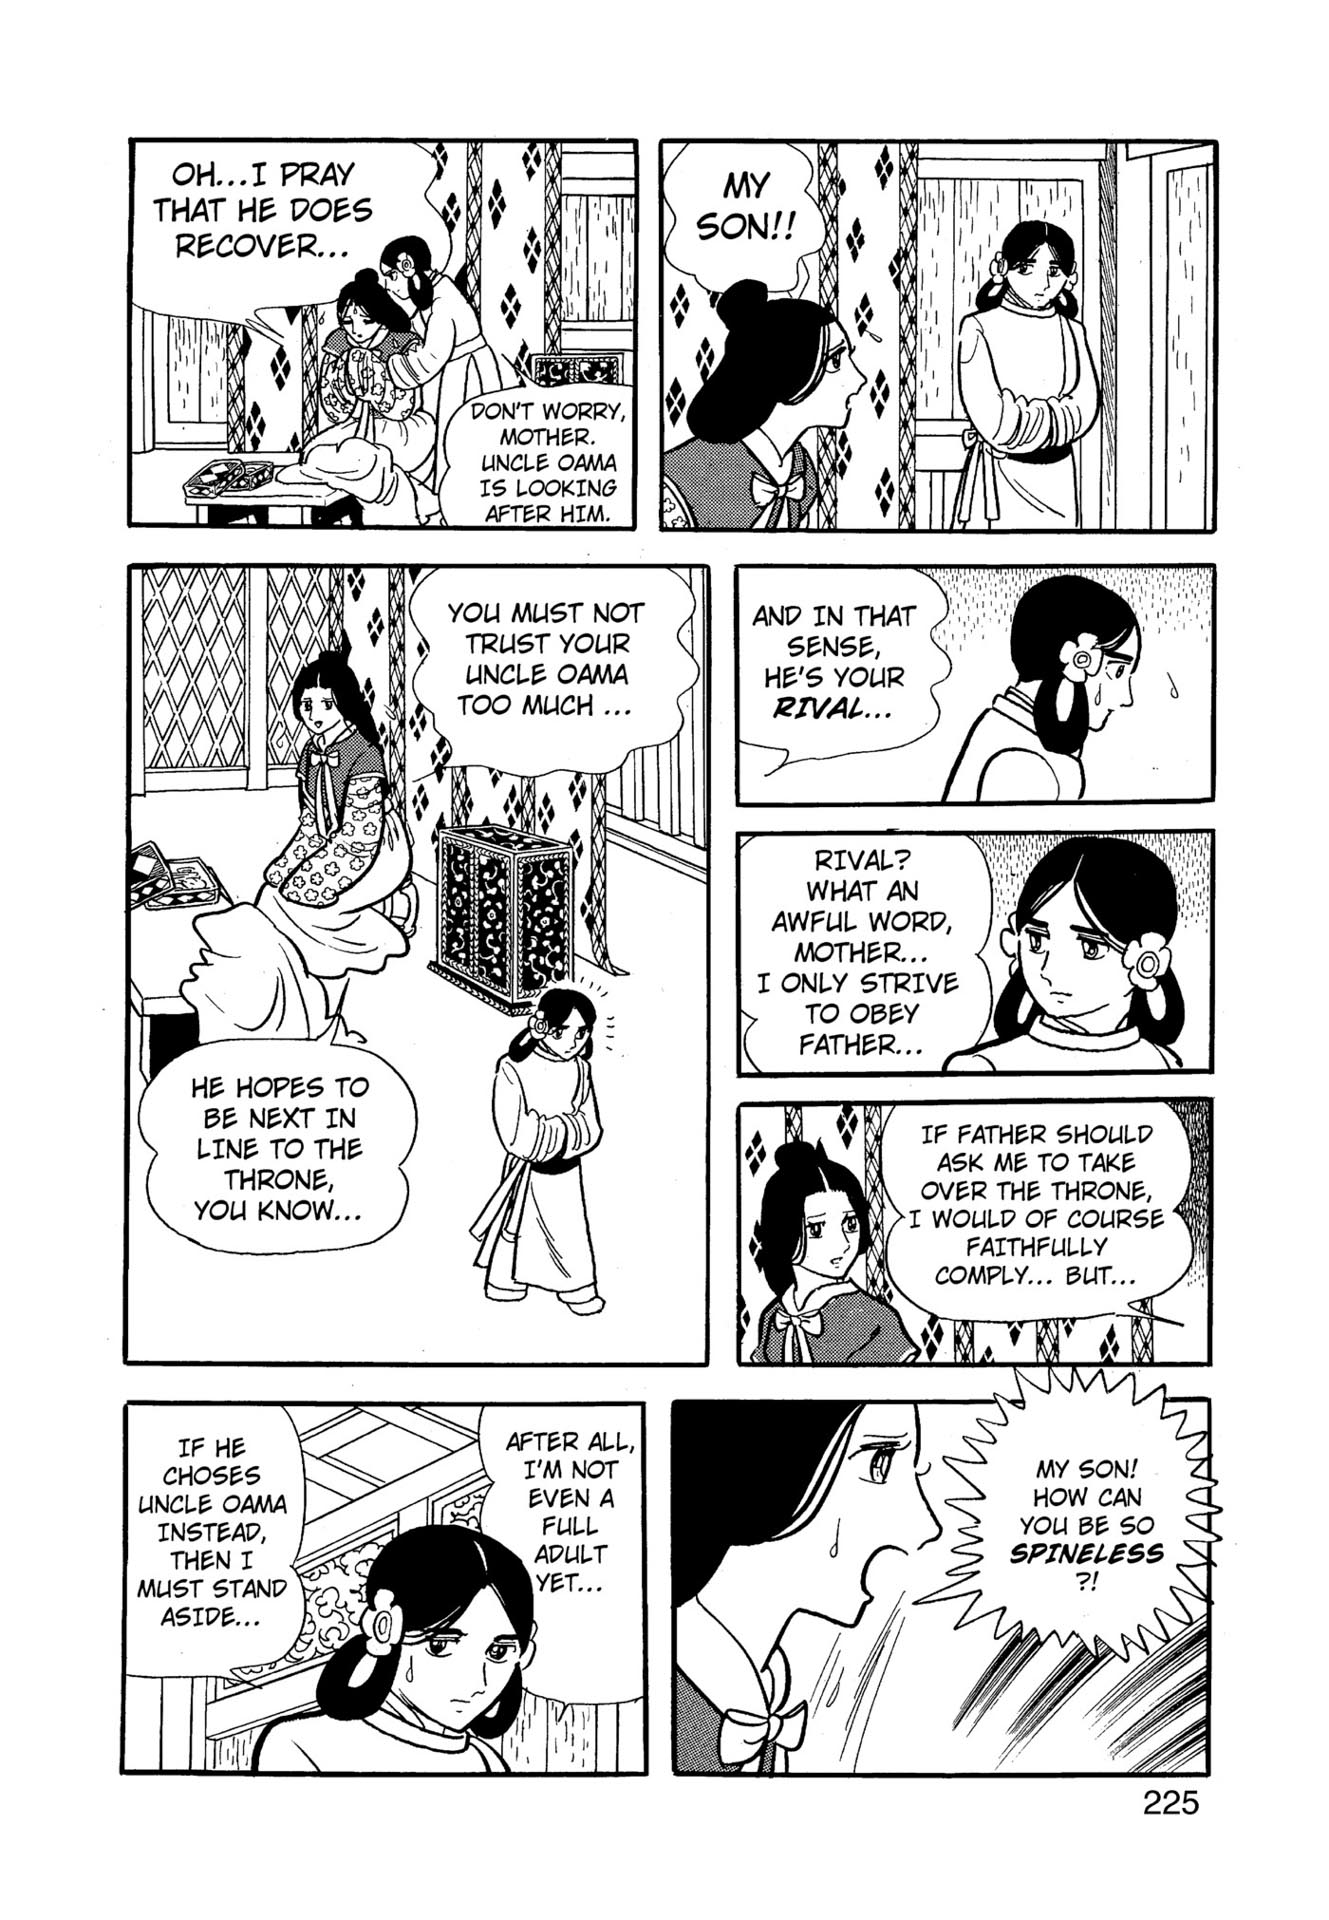 OH...I PRAY
THAT HE DOES
RECOVER...
DON'T WORRY,
MOTHER.
UNCLE OAMA
IS LOOKING
AFTER HIM.
MY
SON!!
YOU MUST NOT
TRUST YOUR
UNCLE OAMA
TOO MUCH ...
HE HOPES TO
BE NEXT IN
LINE TO THE
THRONE,
YOU KNOW...
AND IN THAT
SENSE,
HE'S YOUR
RIVAL...
RIVAL?
WHAT AN
AWFUL WORD,
MOTHER...
I ONLY STRIVE
TO OBEY
FATHER...
IF FATHER SHOULD
ASK ME TO TAKE
OVER THE THRONE,
I WOULD OF COURSE
FAITHFULLY
COMPLY... BUT...
IF HE
CHOSES
UNCLE OAMA
INSTEAD,
THEN I
MUST STAND
ASIDE...
AFTER ALL,
I'M NOT
EVEN A
FULL
ADULT
YET...
MY SON!
HOW CAN
YOU BE SO
SPINELESS
?!
225